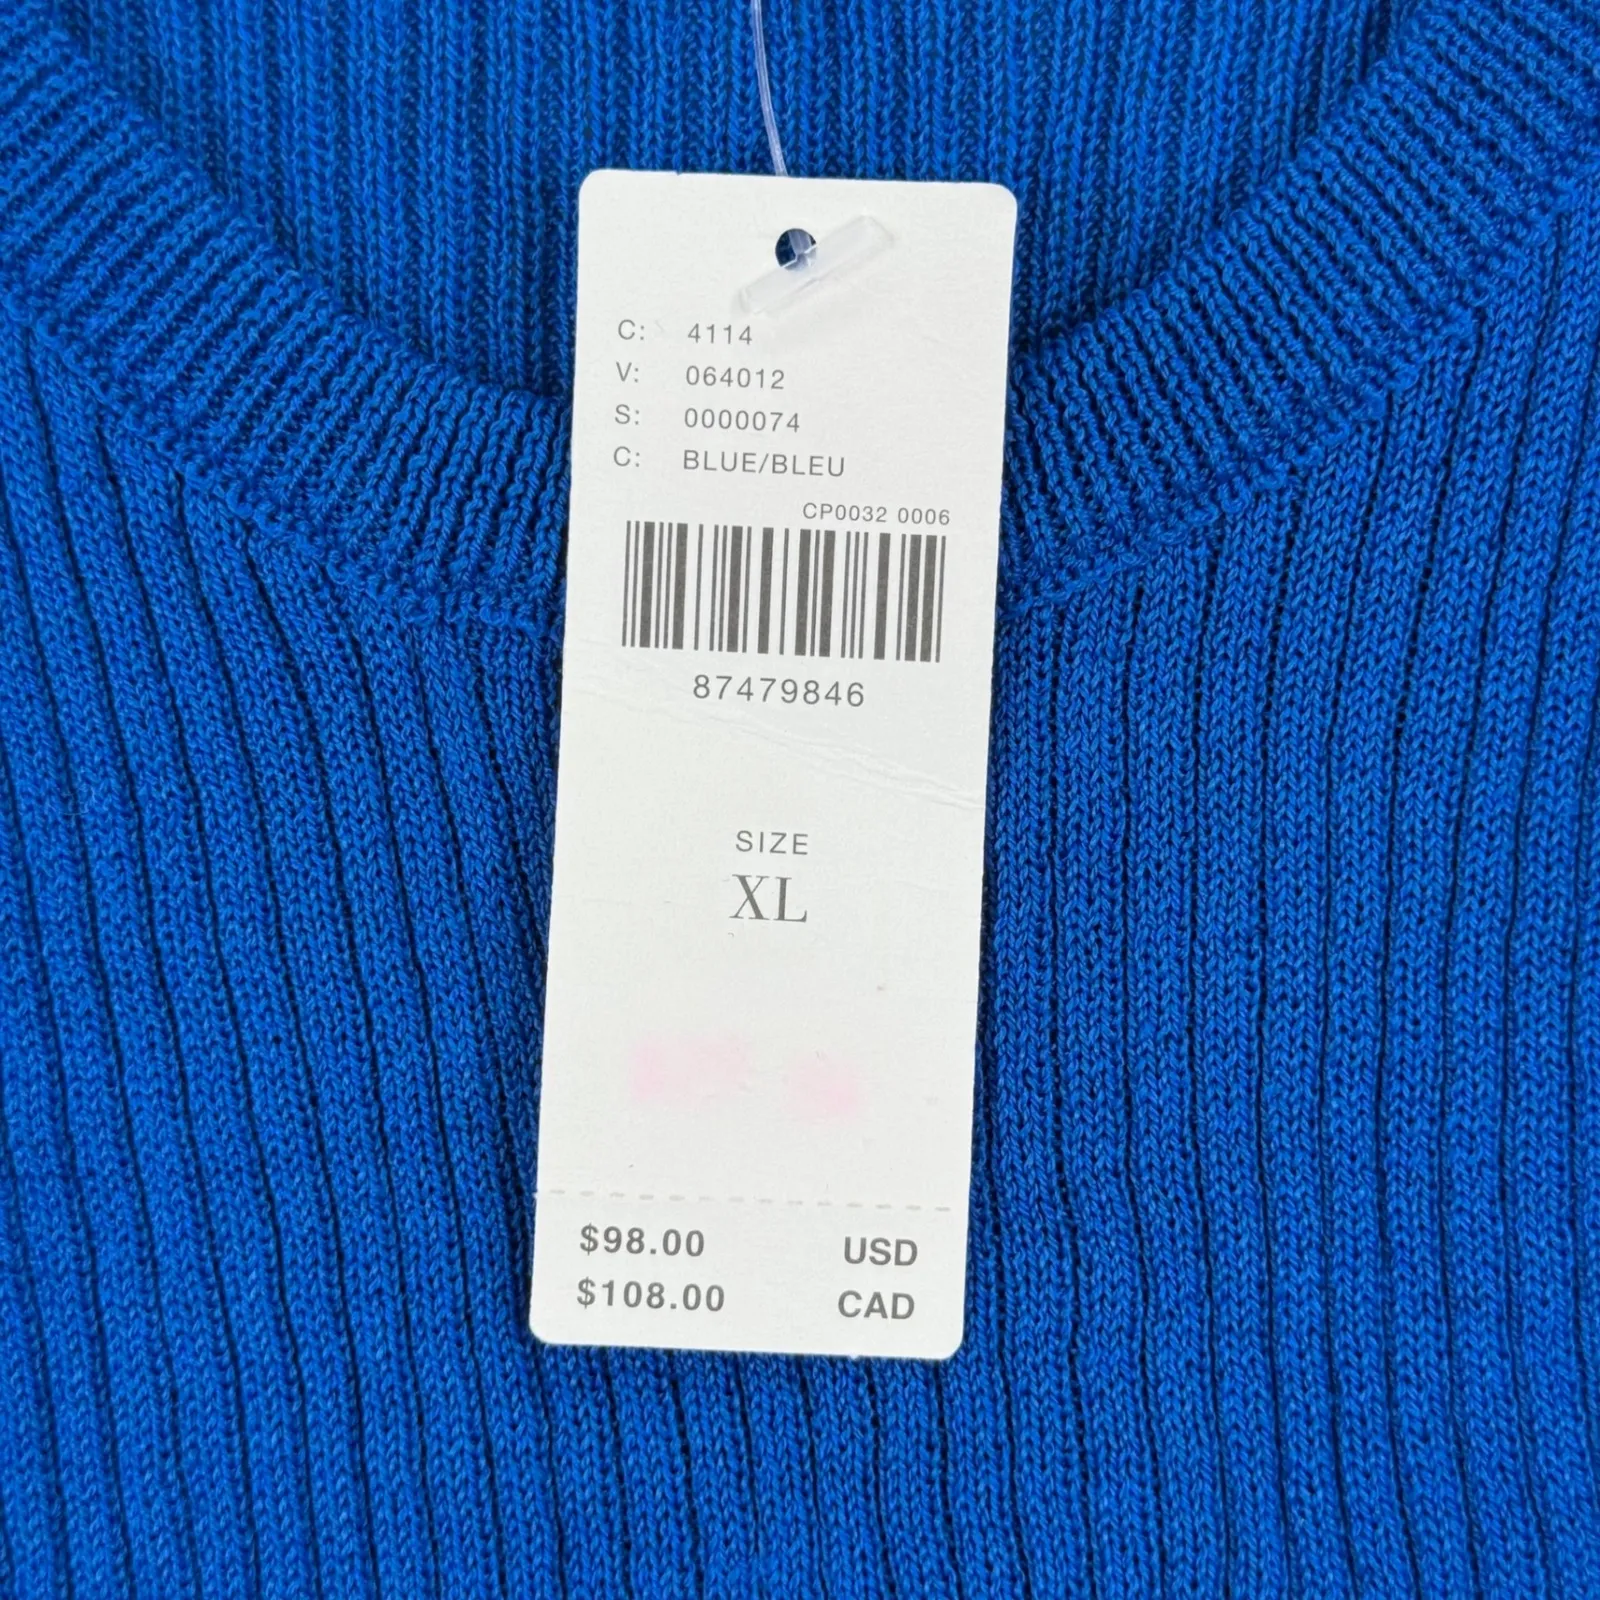 C: 4114
V: 064012
S: 0000074
C: BLUE/BLEU
CP0032 0006
87479846
SIZE
XL
$98.00 USD
$108.00 CAD